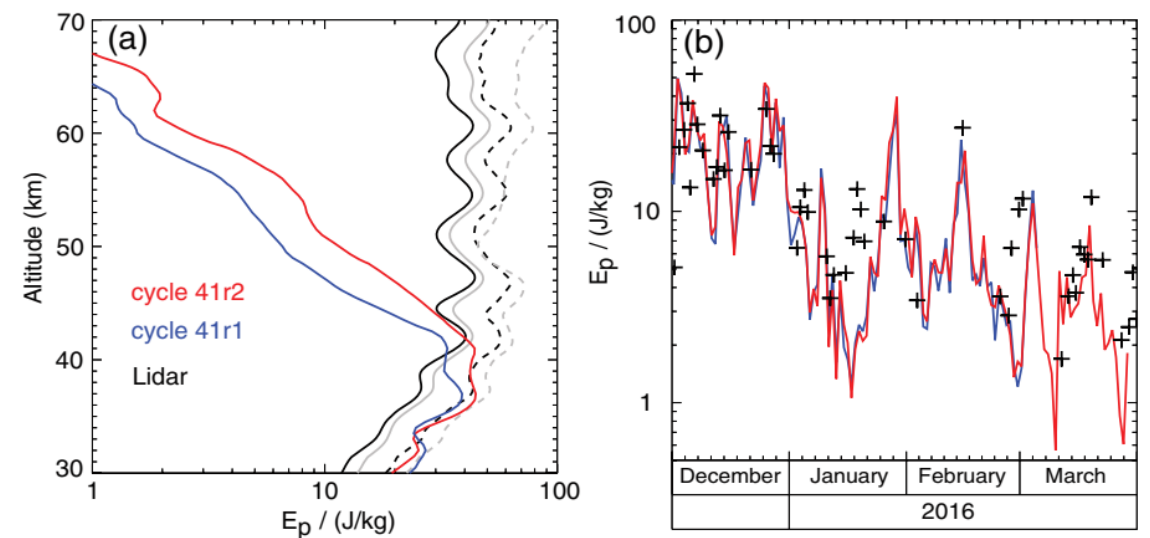 (a)
70
60
50
40
30
Altitude (km)
cycle 41r2
cycle 41r1
Lidar
1 10 100
Ep / (J/kg)
(b)
100
10
1
Ep / (J/kg)
December January February March
2016